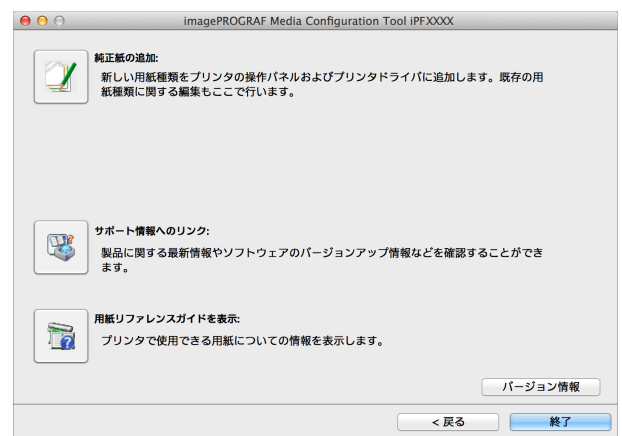 imagePROGRAF Media Configuration Tool iPFXXXX
純正紙の追加:
新しい用紙種類をプリンタの操作パネルおよびプリンタドライバに追加します。既存の用
紙種類に関する編集もここで行います。
サポート情報へのリンク:
製品に関する最新情報やソフトウェアのバージョンアップ情報などを確認することができ
ます。
用紙リファレンスガイドを表示:
プリンタで使用できる用紙についての情報を表示します。
バージョン情報
< 戻る
終了